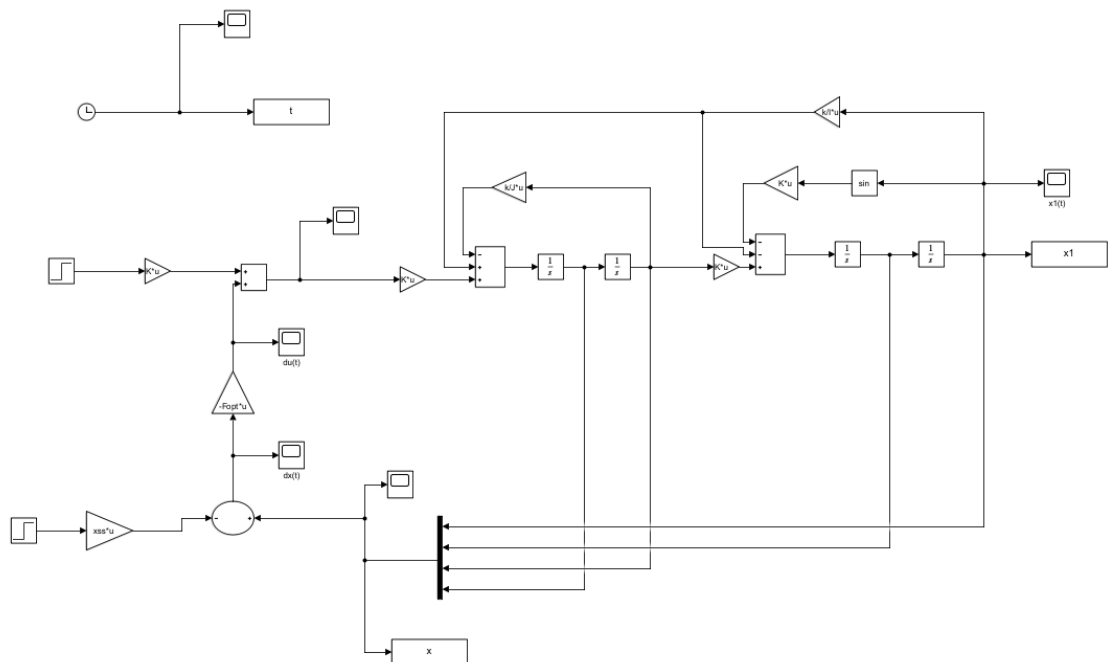 t
k/I*u
K*u
sin
x1(t)
k/J*u
K*u
+
+
K*u
-
+
+
1/s
1/s
K*u
-
-
+
1/s
1/s
x1
du(t)
-Fopt*u
dx(t)
xss*u
-
+
x